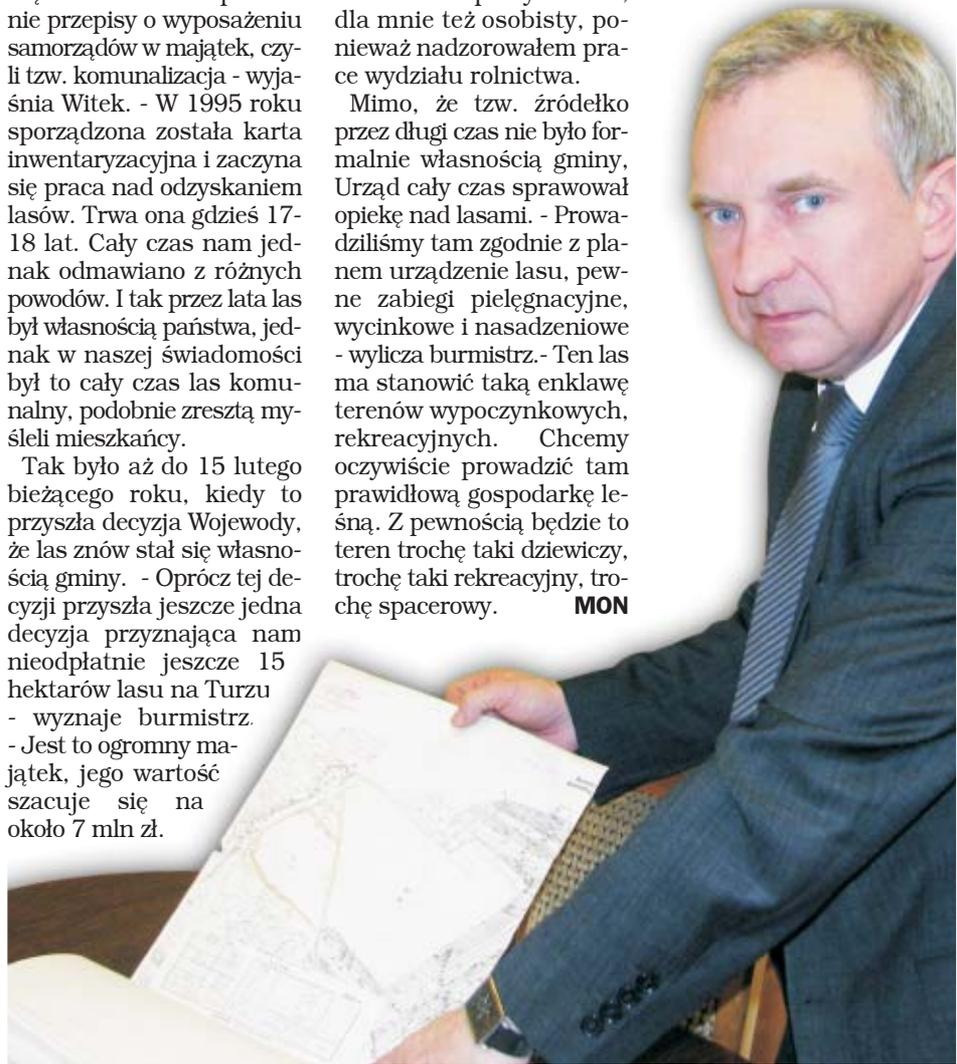 nie przepisy o wyposażeniu
samorządów w majątek, czy-
li tzw. komunalizacja - wyja-
śnia Witek. - W 1995 roku
sporządzona została karta
inwentaryzacyjna i zaczyna
się praca nad odzyskaniem
lasów. Trwa ona gdzieś 17-
18 lat. Cały czas nam jed-
nak odmawiano z różnych
powodów. I tak przez lata las
był własnością państwa, jed-
nak w naszej świadomości
był to cały czas las komu-
nalny, podobnie zresztą my-
śleli mieszkańcy.
Tak było aż do 15 lutego
bieżącego roku, kiedy to
przyszła decyzja Wojewody,
że las znów stał się własno-
ścią gminy. - Oprócz tej de-
cyzji przyszła jeszcze jedna
decyzja przyznająca nam
nieodpłatnie jeszcze 15
hektarów lasu na Turzu
- wyznaje burmistrz.
- Jest to ogromny ma-
jątek, jego wartość
szacuje się na
około 7 mln zł.
dla mnie też osobisty, po-
nieważ nadzorowałem pra-
ce wydziału rolnictwa.
Mimo, że tzw. źródełko
przez długi czas nie było for-
malnie własnością gminy,
Urząd cały czas sprawował
opiekę nad lasami. - Prowa-
dziliśmy tam zgodnie z pla-
nem urządzenie lasu, pew-
ne zabiegi pielęgnacyjne,
wycinkowe i nasadzeniowe
- wylicza burmistrz.- Ten las
ma stanowić taką enklawę
terenów wypoczynkowych,
rekreacyjnych. Chcemy
oczywiście prowadzić tam
prawidłową gospodarkę le-
śną. Z pewnością będzie to
teren trochę taki dziewiczy,
trochę taki rekreacyjny, tro-
chę spacerowy. MON